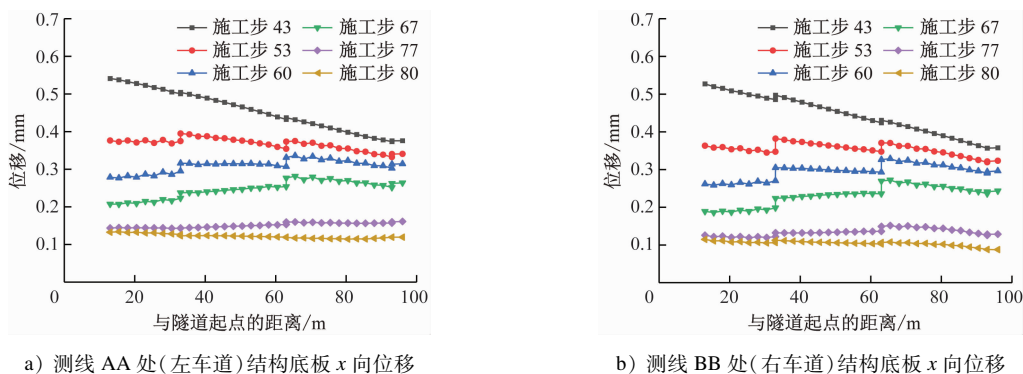 0.7
0.6
0.5
0.4
0.3
0.2
0.1
位移/mm
施工步 43
施工步 67
施工步 53
施工步 77
施工步 60
施工步 80
0
20
40
60
80
100
与隧道起点的距离/m
a) 测线 AA 处(左车道)结构底板 x 向位移
0.7
0.6
0.5
0.4
0.3
0.2
0.1
位移/mm
施工步 43
施工步 67
施工步 53
施工步 77
施工步 60
施工步 80
0
20
40
60
80
100
与隧道起点的距离/m
b) 测线 BB 处(右车道)结构底板 x 向位移